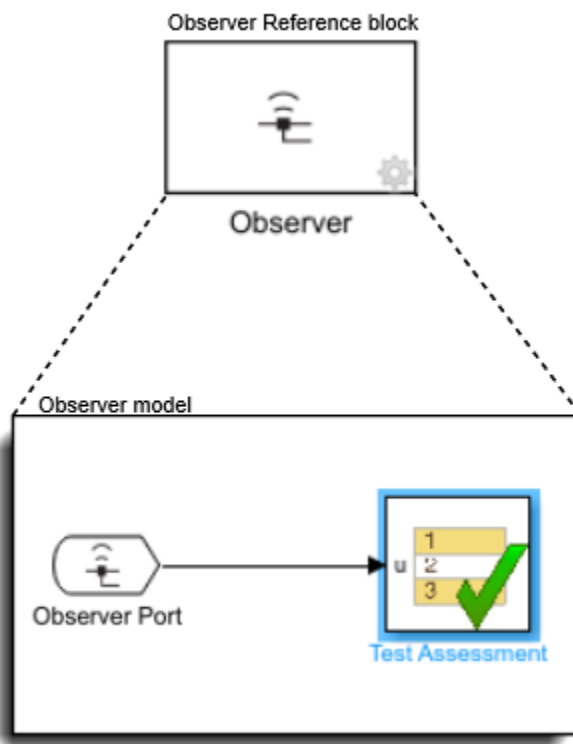 Observer Reference block
Observer
Observer model
1
u 2
3
Observer Port
Test Assessment